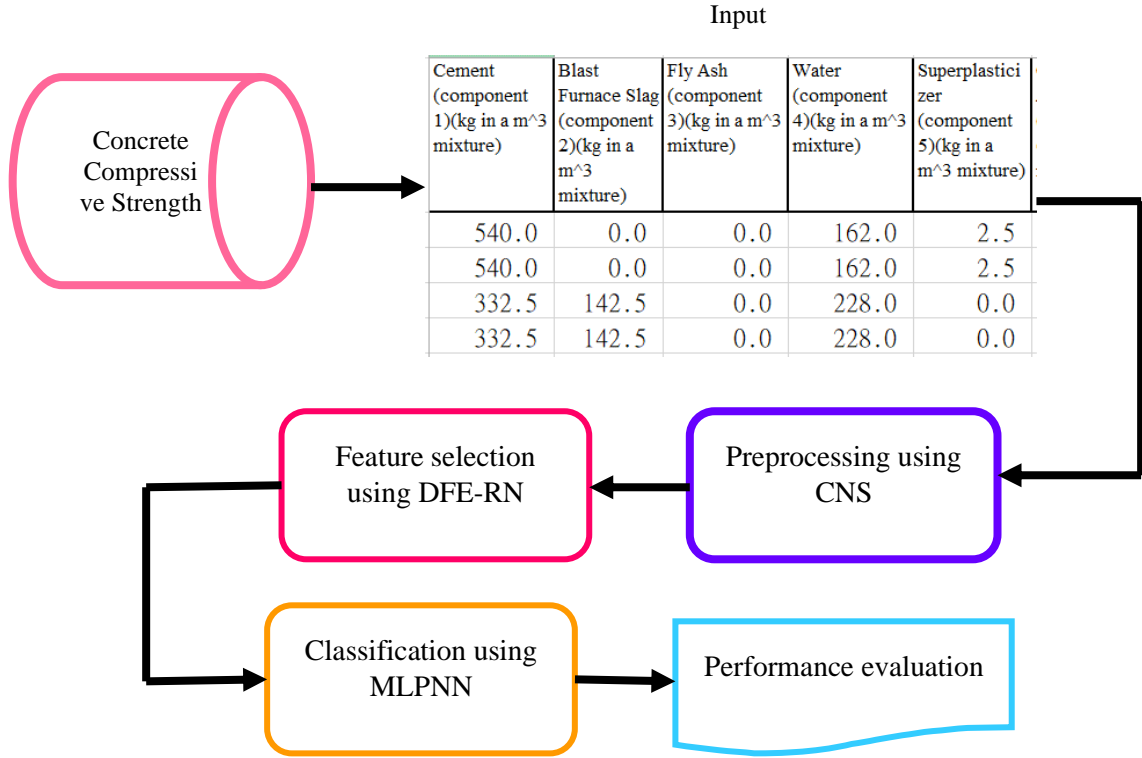 Input
Concrete
Compressi
ve Strength
Cement
(component
1)(kg in a m^3
mixture)
Blast
Furnace Slag
(component
2)(kg in a
m^3
mixture)
Fly Ash
(component
3)(kg in a m^3
mixture)
Water
(component
4)(kg in a m^3
mixture)
Superplastici
zer
(component
5)(kg in a
m^3 mixture)
540.0 0.0 0.0 162.0 2.5
540.0 0.0 0.0 162.0 2.5
332.5 142.5 0.0 228.0 0.0
332.5 142.5 0.0 228.0 0.0
Preprocessing using
CNS
Feature selection
using DFE-RN
Classification using
MLPNN
Performance evaluation